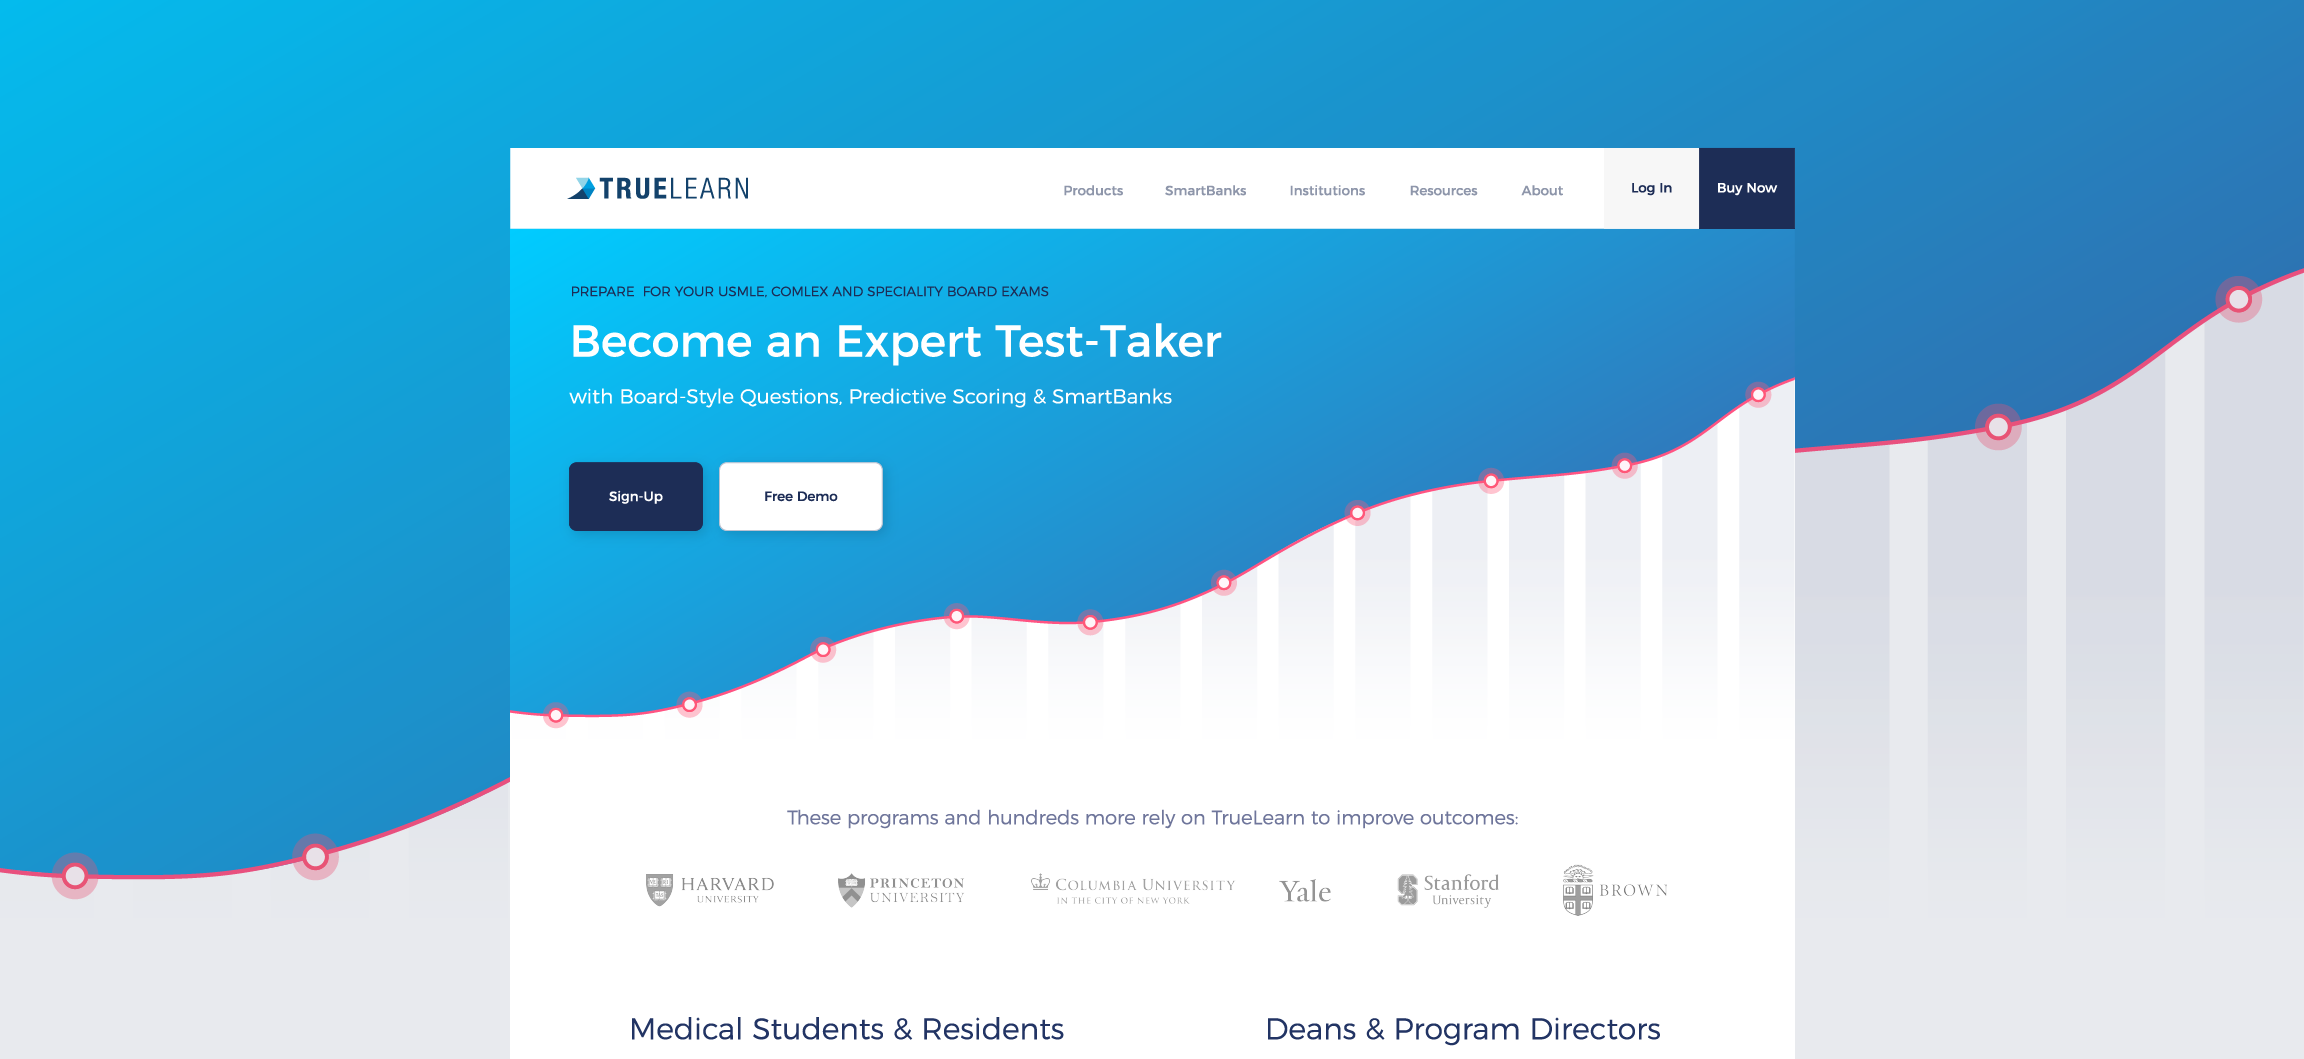 TRUELEARN
Products SmartBanks Institutions Resources About Log In Buy Now
PREPARE FOR YOUR USMLE, COMLEX AND SPECIALITY BOARD EXAMS
Become an Expert Test-Taker
with Board-Style Questions, Predictive Scoring & SmartBanks
Sign-Up Free Demo
These programs and hundreds more rely on TrueLearn to improve outcomes:
HARVARD
UNIVERSITY
PRINCETON
UNIVERSITY
COLUMBIA UNIVERSITY
IN THE CITY OF NEW YORK
Yale
Stanford
University
BROWN
Medical Students & Residents
Deans & Program Directors